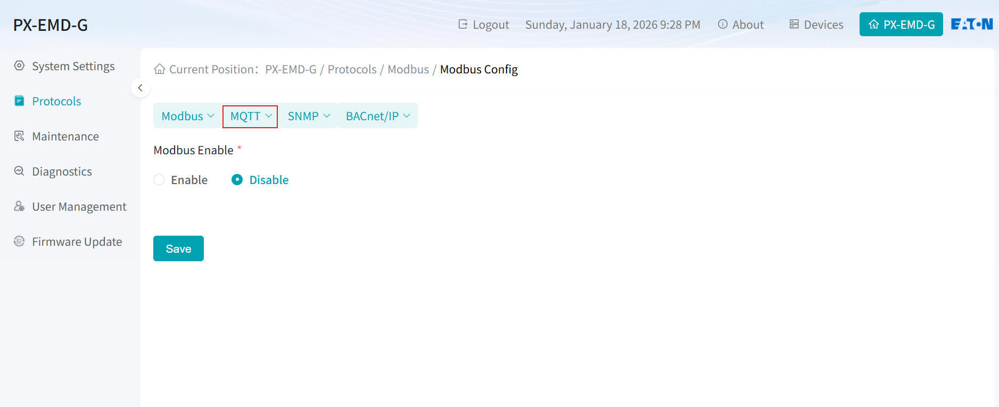 PX-EMD-G
Logout Sunday, January 18, 2026 9:28 PM About Devices PX-EMD-G EATON
System Settings
Protocols
Maintenance
Diagnostics
User Management
Firmware Update
Current Position：PX-EMD-G / Protocols / Modbus / Modbus Config
Modbus MQTT SNMP BACnet/IP
Modbus Enable *
Enable Disable
Save